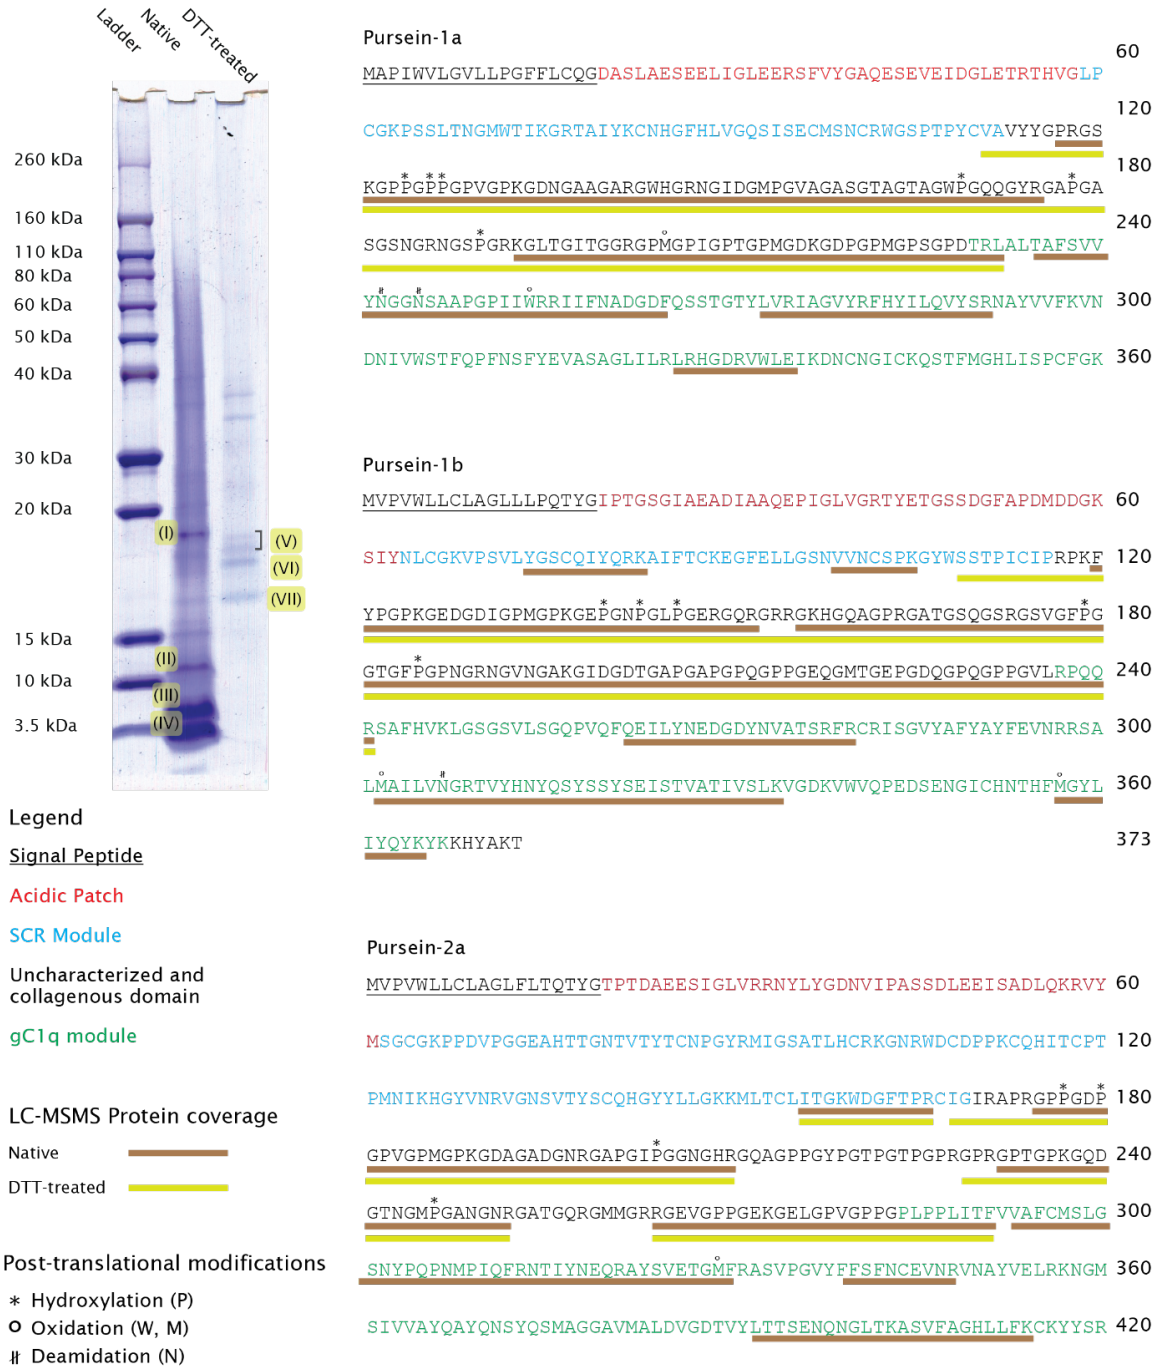 Ladder
Native
DTT-treated
260 kDa
160 kDa
110 kDa
80 kDa
60 kDa
50 kDa
40 kDa
30 kDa
20 kDa
15 kDa
10 kDa
3.5 kDa
(I)
(II)
(III)
(IV)
(V)
(VI)
(VII)
Legend
Signal Peptide
Acidic Patch
SCR Module
Uncharacterized and
collagenous domain
gC1q module
LC-MSMS Protein coverage
Native
DTT-treated
Post-translational modifications
* Hydroxylation (P)
o Oxidation (W, M)
⧺ Deamidation (N)
Pursein-1a
MAPIWVLGVLLPGFFLCQGDASLAESEELIGLEERSFVYGAQESEVEIDGLETRTHVGLP 60
CGKPSSLTNGMWTIKGRTAIYKCNHGFHLVGQSISECMSNCRWGSPTPYCVAVYYGPRGS 120
KGPPGPPGPVGPKGDNGAAGARGWHGRNGIDGMPGVAGASGTAGTAGWPGQQGYRGAPGA 180
SGSNGRNGSPGRKGLTGITGGRGPMGPIGPTGPMGDKGDPGPMGPSGPDTRLALTAFSVV 240
YNGGNSAAPGPIIWRRIIFNADGDFQSSTGTYLVRIAGVYRFHYILQVYSRNAYVVFKVN 300
DNIVWSTFQPFNSFYEVASAGLILRLRHGDRVWLEIKDNCNGICKQSTFMGHLISPCFGK 360
Pursein-1b
MVPVWLLCLAGLLLPQTYGIPTGSGIAEADIAAQEPIGLVGRTYETGSSDGFAPDMDDGK 60
SIYNLCGKVPSVLYGSCQIYQRKAIFTCKEGFELLGSNVVNCSPKGYWSSTPICIPRPKF 120
YPGPKGEDGDIGPMGPKGEPGNPGLPGERGQRGRRGKHGQAGPRGATGSQGSRGSVGFPG 180
GTGFPGPNGRNGVNGAKGIDGDTGAPGAPGPQGPPGEQGMTGEPGDQGPQGPPGVLRPQQ 240
RSAFHVKLGSGSVLSGQPVQFQEILYNEDGDYNVATSRFRCRISGVYAFYAYFEVNRRSA 300
LMAILVNGRTVYHNYQSYSSYSEISTVATIVSLKVGDKVWVQPEDSENGICHNTHFMGYL 360
IYQYKYKKHYAKT 373
Pursein-2a
MVPVWLLCLAGLFLTQTYGTPTDAEESIGLVRRNYLYGDNVIPASSDLEEISADLQKRVY 60
MSGCGKPPDVPGGEAHTTGNTVTYTCNPGYRMIGSATLHCRKGNRWDCDPPKCQHITCPT 120
PMNIKHGYVNRVGNSVTYSCQHGYYLLGKKMLTCLITGKWDGFTPRCIGIRAPRGPPGDP 180
GPVGPMGPKGDAGADGNRGAPGIPGGNGHRGQAGPPGYPGTPGTPGPRGPRGPTGPKGQD 240
GTNGMPGANGNRGATGQRGMMGRRGEVGPPGEKGELGPVGPPGPLPPLITFVVAFCMSLG 300
SNYPQPNMPIQFRNTIYNEQRAYSVETGMFRASVPGVYFFSFNCEVNRVNAYVELRKNGM 360
SIVVAYQAYQNSYQSMAGGAVMALDVGDTVYLTTSENQNGLTKASVFAGHLLFKCKYYSR 420